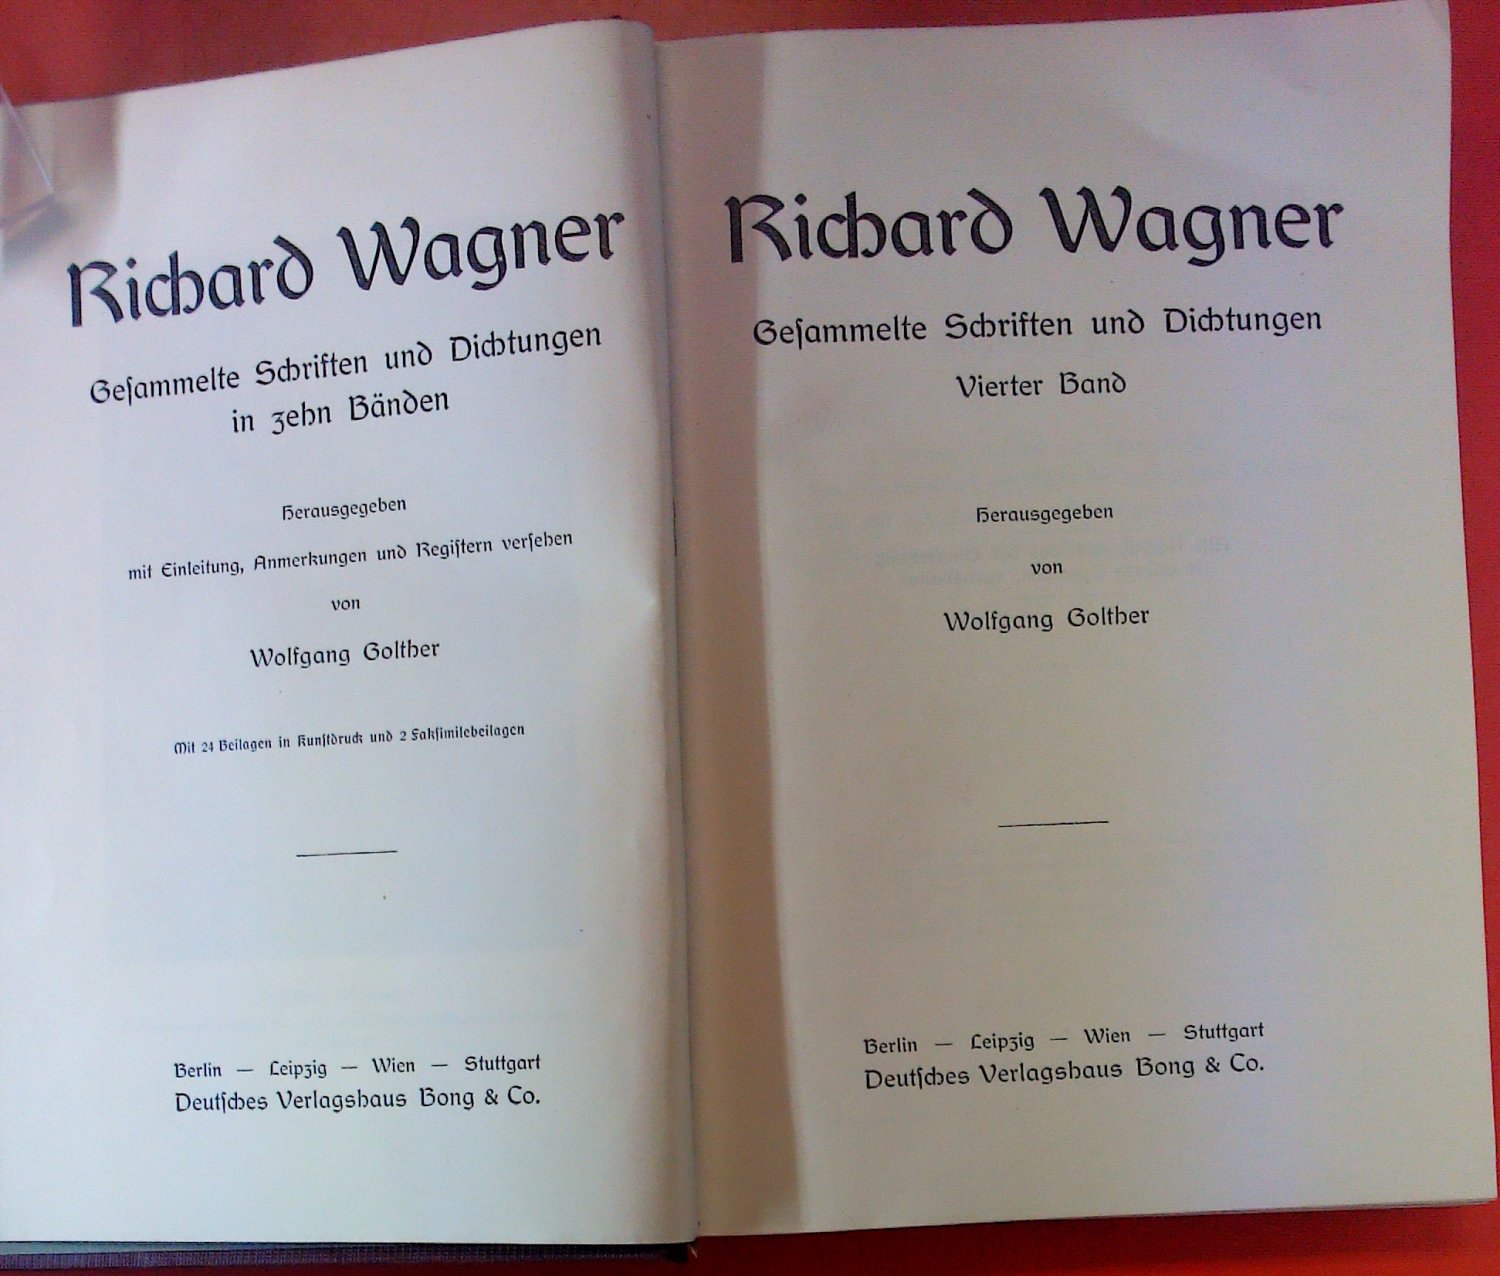 Richard Wagner
Geſammelte Schriften und Dichtungen
in zehn Bänden
Herausgegeben
mit Einleitung, Anmerkungen und Regiſtern verſehen
von
Wolfgang Golther
Mit 24 Beilagen in Kunſtdruck und 2 Fakſimilebeilagen
Berlin — Leipzig — Wien — Stuttgart
Deutſches Verlagshaus Bong & Co.
Richard Wagner
Geſammelte Schriften und Dichtungen
Vierter Band
Herausgegeben
von
Wolfgang Golther
Berlin — Leipzig — Wien — Stuttgart
Deutſches Verlagshaus Bong & Co.